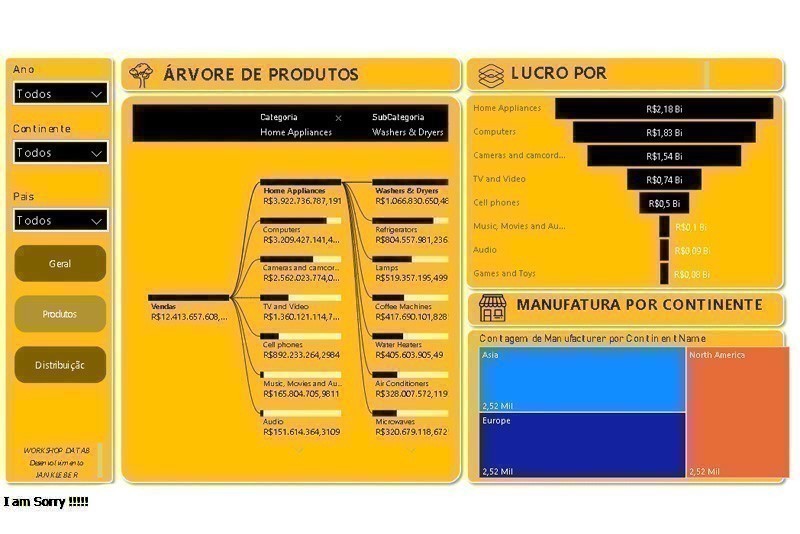 Ano
Todos
Continente
Todos
País
Todos
Geral
Produtos
Distribuiçãc
WORKSHOP DATAB
Desenvolvimento
JAN KLEBER
ÁRVORE DE PRODUTOS
Categoria
Home Appliances
SubCategoria
Washers & Dryers
Vendas
R$12.413.657.608,...
Home Appliances
R$3.922.736.787,191
Computers
R$3.209.427.141,4...
Cameras and camcor...
R$2.562.023.774,0...
TV and Video
R$1.360.121.114,7...
Cell phones
R$892.233.264,2984
Music, Movies and Au...
R$165.804.705,9811
Audio
R$151.614.364,3109
Washers & Dryers
R$1.066.830.650,46
Refrigerators
R$804.557.981,236
Lamps
R$519.357.195,499
Coffee Machines
R$417.690.101,828
Water Heaters
R$405.603.905,49
Air Conditioners
R$328.007.572,119
Microwaves
R$320.679.118,672
LUCRO POR
Home Appliances R$2,18 Bi
Computers R$1,83 Bi
Cameras and camcord... R$1,54 Bi
TV and Video R$0,74 Bi
Cell phones R$0,5 Bi
Music, Movies and Au... R$0,1 Bi
Audio R$0,09 Bi
Games and Toys R$0,08 Bi
MANUFATURA POR CONTINENTE
Contagem de Manufacturer por ContinentName
Asia
2,52 Mil
Europe
2,52 Mil
North America
2,52 Mil
I am Sorry !!!!!